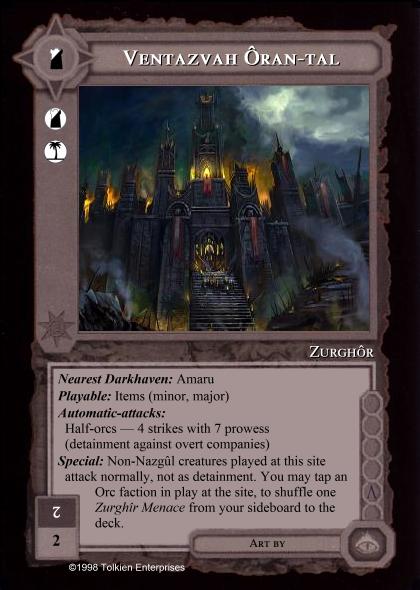 VENTAZVAH ÔRAN-TAL
ZURGHÔR
Nearest Darkhaven: Amaru
Playable: Items (minor, major)
Automatic-attacks:
Half-orcs — 4 strikes with 7 prowess
(detainment against overt companies)
Special: Non-Nazgûl creatures played at this site
attack normally, not as detainment. You may tap an
Orc faction in play at the site, to shuffle one
Zurghîr Menace from your sideboard to the
deck.
2
2
ART BY
©1998 Tolkien Enterprises